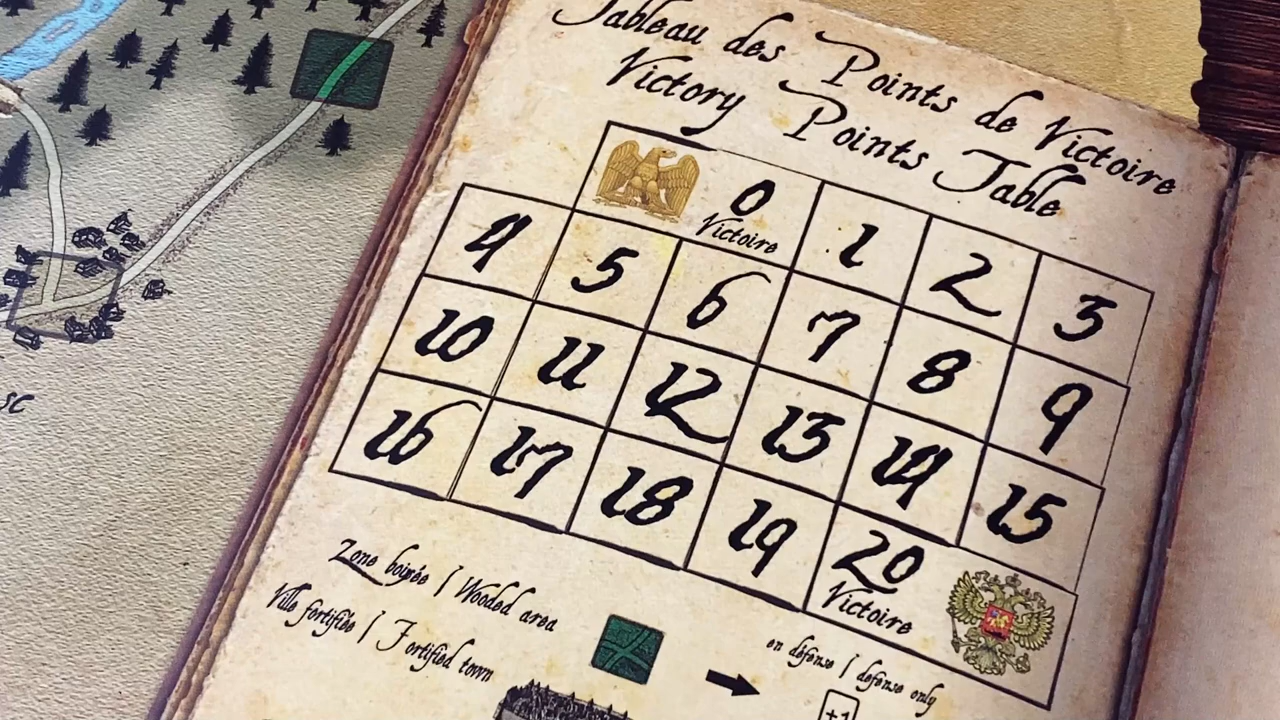 Tableau des Points de Victoire
Victory Points Table
0 1 2 3
Victoire
4 5 6 7 8 9
10 11 12 13 14 15
16 17 18 19 20
Victoire
Zone boisée / Wooded area
Ville fortifiée / Fortified town
en défense / defense only
+1
sc